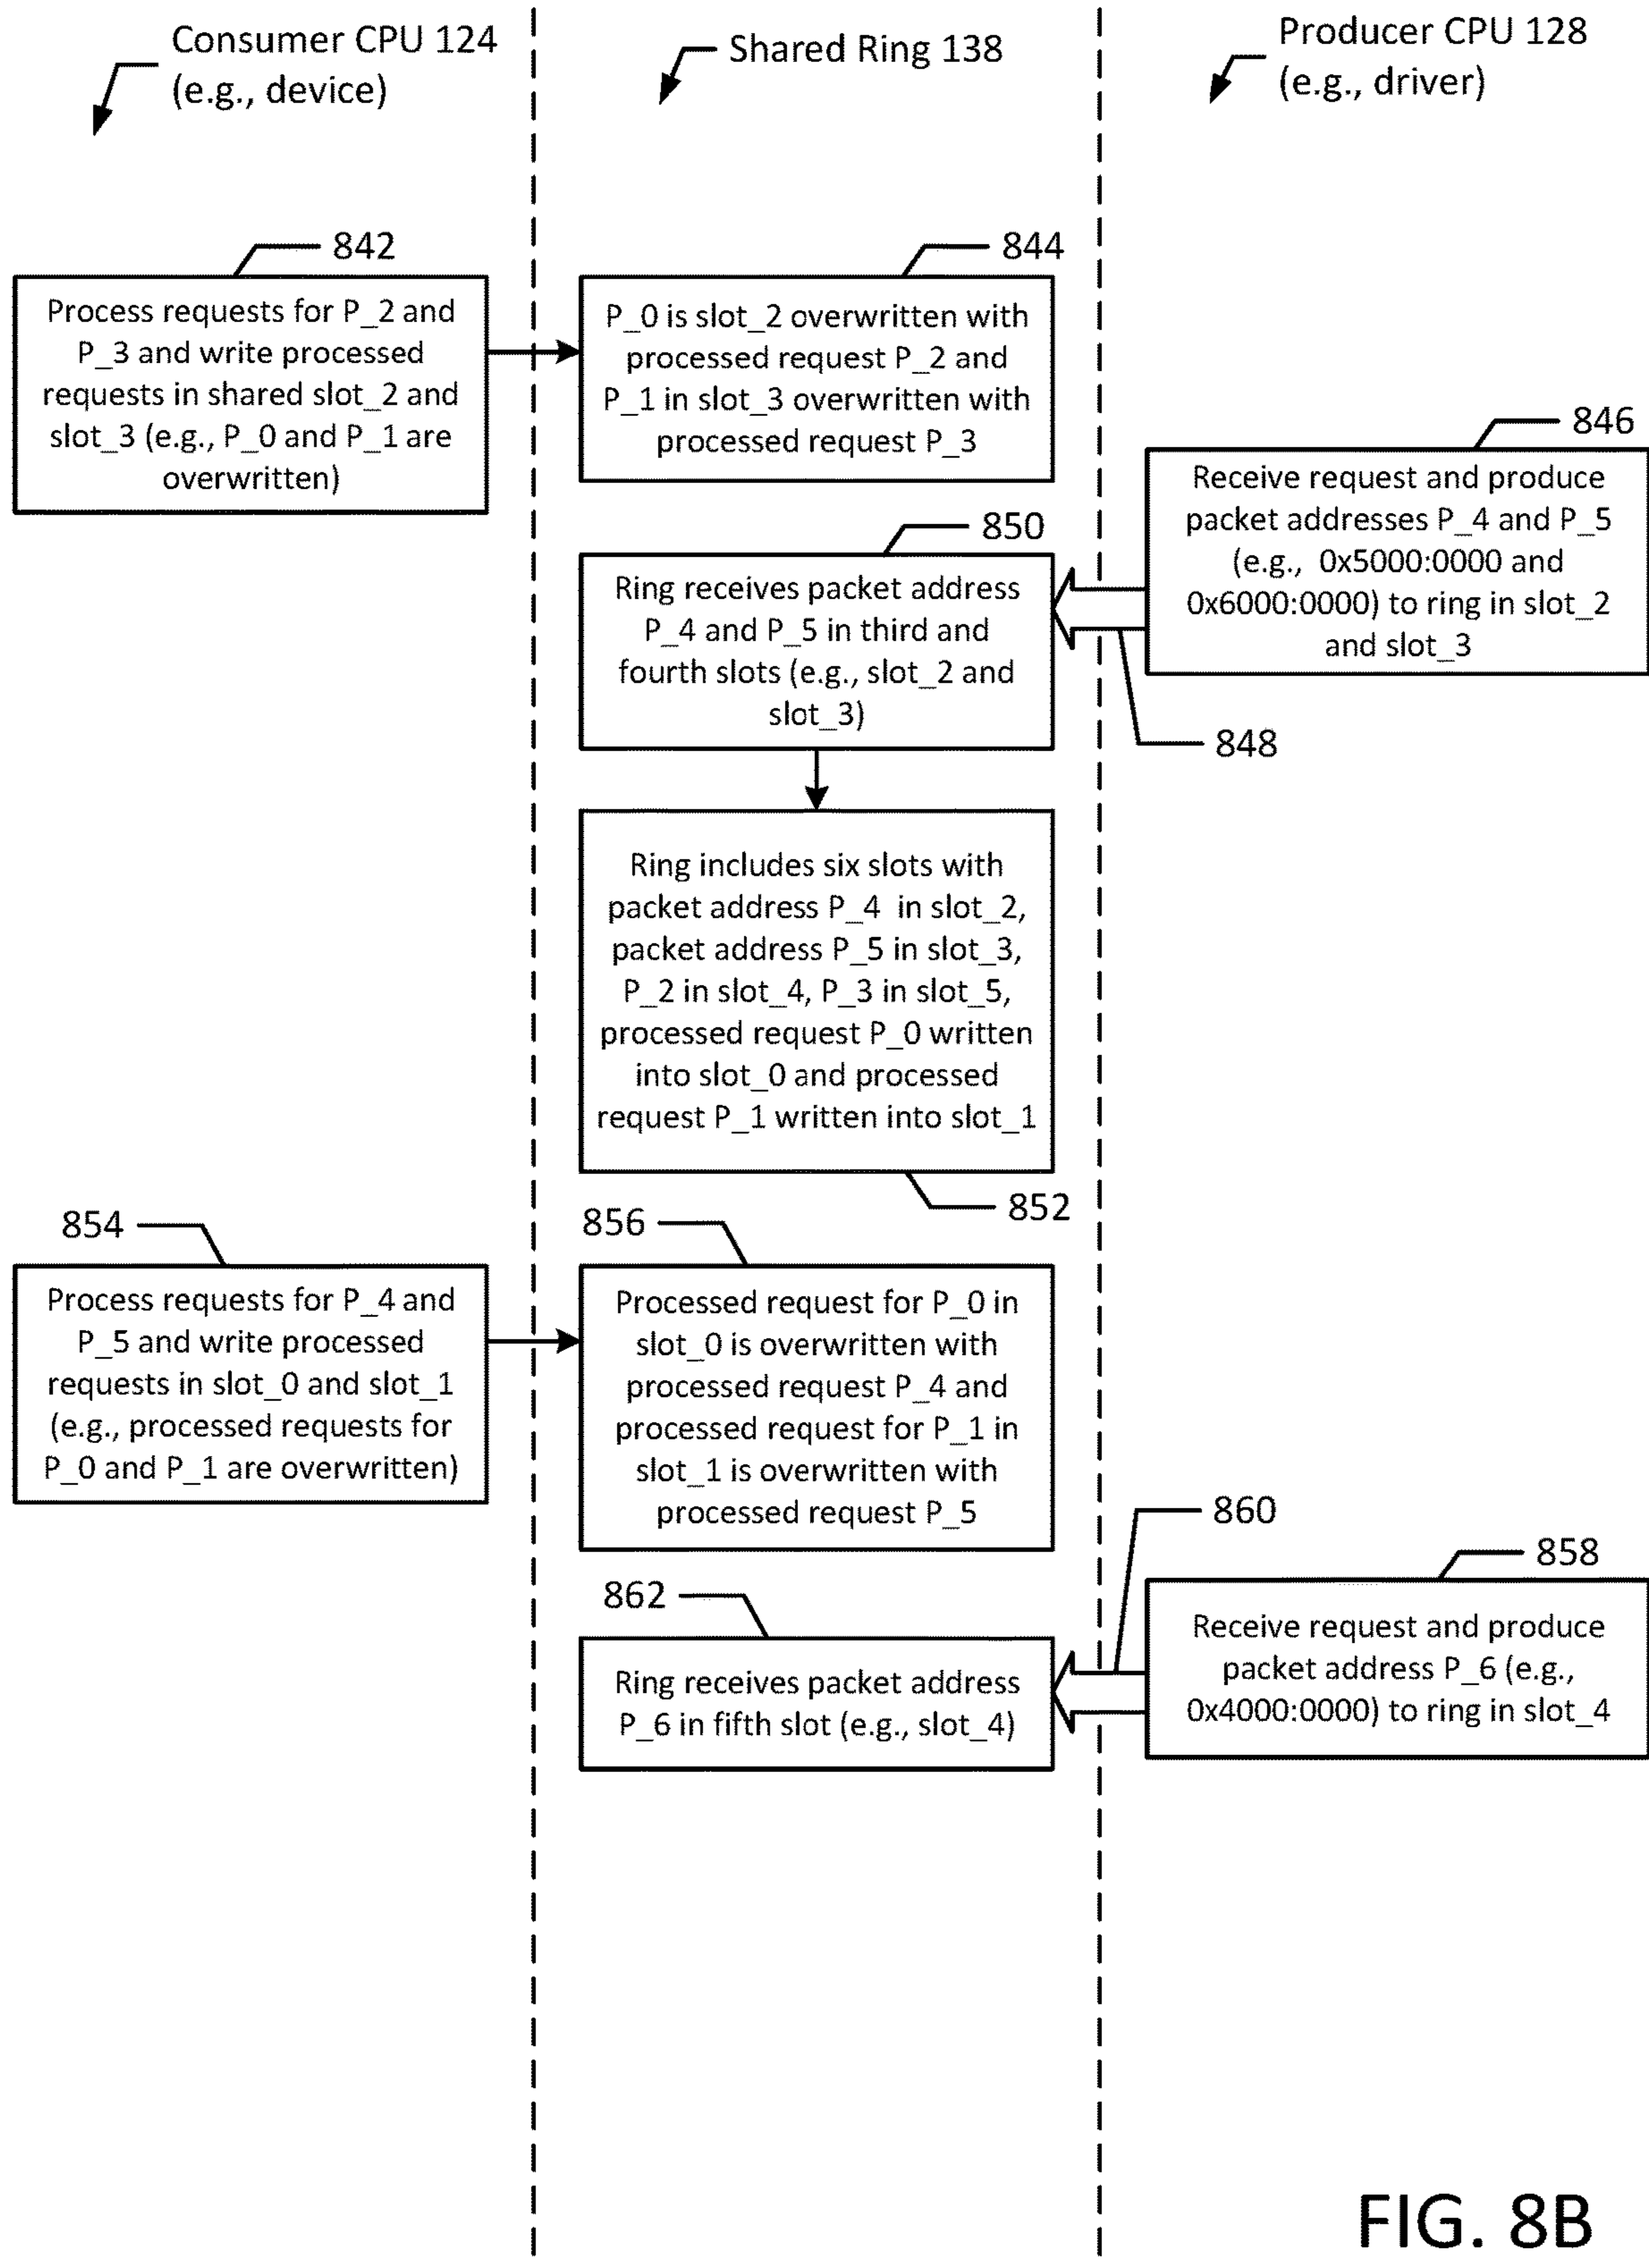 Consumer CPU 124
(e.g., device)
Shared Ring 138
Producer CPU 128
(e.g., driver)
842
Process requests for P_2 and
P_3 and write processed
requests in shared slot_2 and
slot_3 (e.g., P_0 and P_1 are
overwritten)
844
P_0 is slot_2 overwritten with
processed request P_2 and
P_1 in slot_3 overwritten with
processed request P_3
846
Receive request and produce
packet addresses P_4 and P_5
(e.g., 0x5000:0000 and
0x6000:0000) to ring in slot_2
and slot_3
848
850
Ring receives packet address
P_4 and P_5 in third and
fourth slots (e.g., slot_2 and
slot_3)
Ring includes six slots with
packet address P_4 in slot_2,
packet address P_5 in slot_3,
P_2 in slot_4, P_3 in slot_5,
processed request P_0 written
into slot_0 and processed
request P_1 written into slot_1
852
854
Process requests for P_4 and
P_5 and write processed
requests in slot_0 and slot_1
(e.g., processed requests for
P_0 and P_1 are overwritten)
856
Processed request for P_0 in
slot_0 is overwritten with
processed request P_4 and
processed request for P_1 in
slot_1 is overwritten with
processed request P_5
860
858
Receive request and produce
packet address P_6 (e.g.,
0x4000:0000) to ring in slot_4
862
Ring receives packet address
P_6 in fifth slot (e.g., slot_4)
FIG. 8B